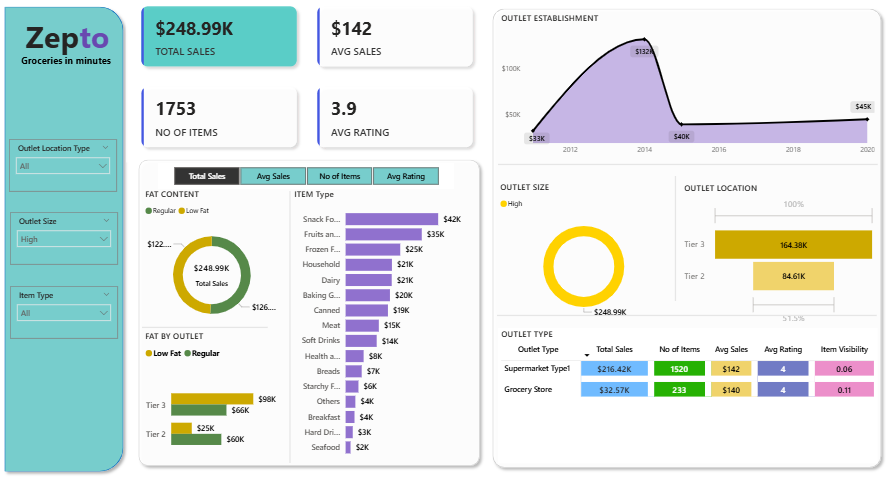 Zepto
Groceries in minutes
Outlet Location Type
All
Outlet Size
High
Item Type
All
$248.99K
TOTAL SALES
$142
AVG SALES
1753
NO OF ITEMS
3.9
AVG RATING
Total Sales Avg Sales No of Items Avg Rating
FAT CONTENT
Regular Low Fat
$122....
$248.99K
Total Sales
$126....
FAT BY OUTLET
Low Fat Regular
Tier 3 $98K
$66K
Tier 2 $25K
$60K
ITEM Type
Snack Fo... $42K
Fruits an... $35K
Frozen F... $25K
Household $21K
Dairy $21K
Baking G... $20K
Canned $19K
Meat $15K
Soft Drinks $14K
Health a... $8K
Breads $7K
Starchy F... $6K
Others $4K
Breakfast $4K
Hard Dri... $3K
Seafood $2K
OUTLET ESTABLISHMENT
$132K
$100K
$50K
$45K
$33K
$40K
2012 2014 2016 2018 2020
OUTLET SIZE
High
$248.99K
OUTLET LOCATION
100%
Tier 3 164.38K
Tier 2 84.61K
51.5%
OUTLET TYPE
Outlet Type Total Sales No of Items Avg Sales Avg Rating Item Visibility
Supermarket Type1 $216.42K 1520 $142 4 0.06
Grocery Store $32.57K 233 $140 4 0.11